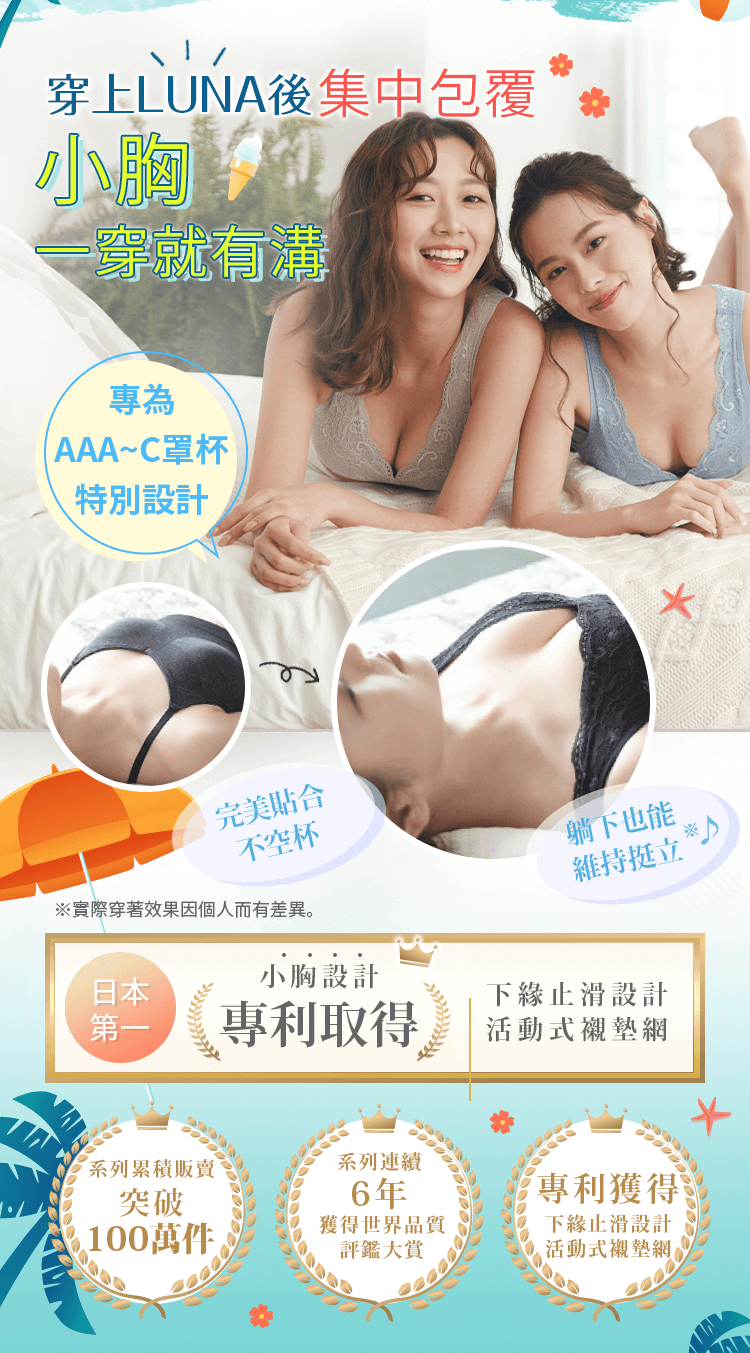 穿上LUNA後集中包覆
小胸
一穿就有溝
專為
AAA~C罩杯
特別設計
完美貼合
不空杯
躺下也能
維持挺立※♪
※實際穿著效果因個人而有差異。
日本
第一
小胸設計
專利取得
下緣止滑設計
活動式襯墊網
系列累積販賣
突破
100萬件
系列連續
6年
獲得世界品質
評鑑大賞
專利獲得
下緣止滑設計
活動式襯墊網